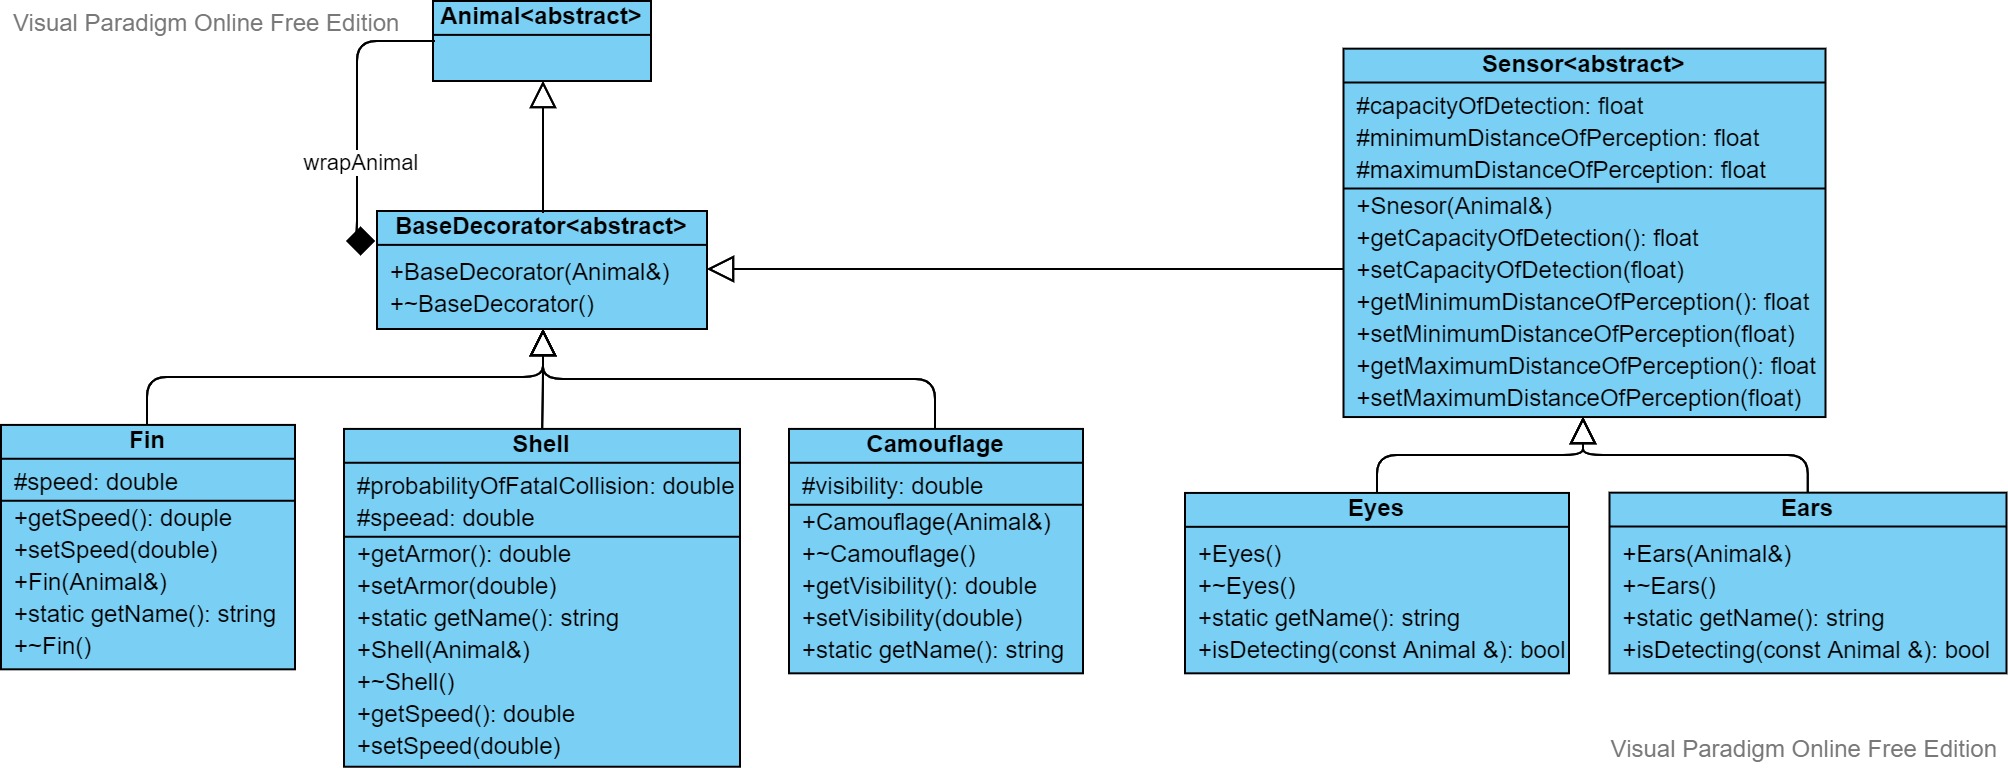 Visual Paradigm Online Free Edition
Animal<abstract>
wrapAnimal
BaseDecorator<abstract>
+BaseDecorator(Animal&)
+~BaseDecorator()
Sensor<abstract>
#capacityOfDetection: float
#minimumDistanceOfPerception: float
#maximumDistanceOfPerception: float
+Snesor(Animal&)
+getCapacityOfDetection(): float
+setCapacityOfDetection(float)
+getMinimumDistanceOfPerception(): float
+setMinimumDistanceOfPerception(float)
+getMaximumDistanceOfPerception(): float
+setMaximumDistanceOfPerception(float)
Fin
#speed: double
+getSpeed(): douple
+setSpeed(double)
+Fin(Animal&)
+static getName(): string
+~Fin()
Shell
#probabilityOfFatalCollision: double
#speead: double
+getArmor(): double
+setArmor(double)
+static getName(): string
+Shell(Animal&)
+~Shell()
+getSpeed(): double
+setSpeed(double)
Camouflage
#visibility: double
+Camouflage(Animal&)
+~Camouflage()
+getVisibility(): double
+setVisibility(double)
+static getName(): string
Eyes
+Eyes()
+~Eyes()
+static getName(): string
+isDetecting(const Animal &): bool
Ears
+Ears(Animal&)
+~Ears()
+static getName(): string
+isDetecting(const Animal &): bool
Visual Paradigm Online Free Edition